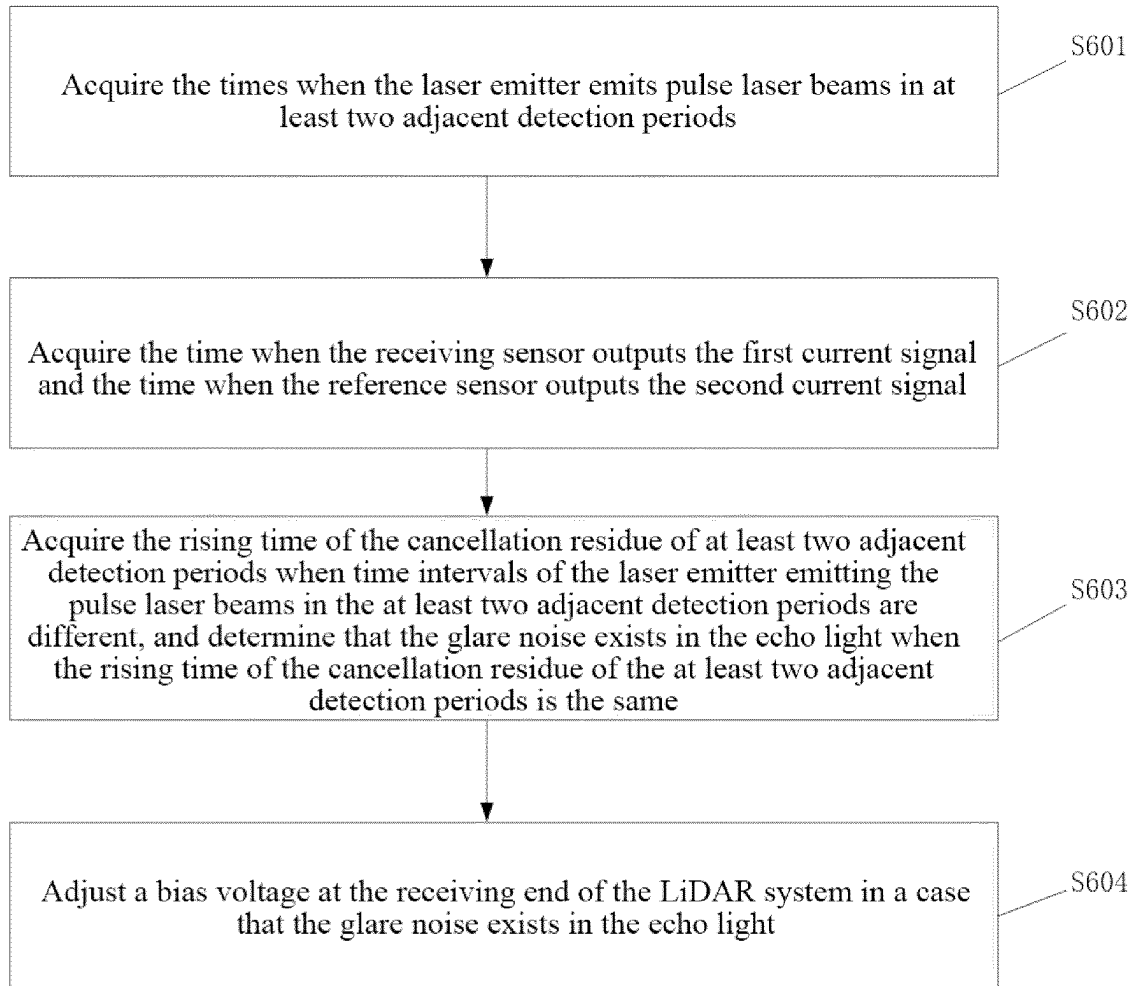 S601
Acquire the times when the laser emitter emits pulse laser beams in at
least two adjacent detection periods
S602
Acquire the time when the receiving sensor outputs the first current signal
and the time when the reference sensor outputs the second current signal
Acquire the rising time of the cancellation residue of at least two adjacent
detection periods when time intervals of the laser emitter emitting the
pulse laser beams in the at least two adjacent detection periods are
different, and determine that the glare noise exists in the echo light when
the rising time of the cancellation residue of the at least two adjacent
detection periods is the same
S603
Adjust a bias voltage at the receiving end of the LiDAR system in a case
that the glare noise exists in the echo light
S604